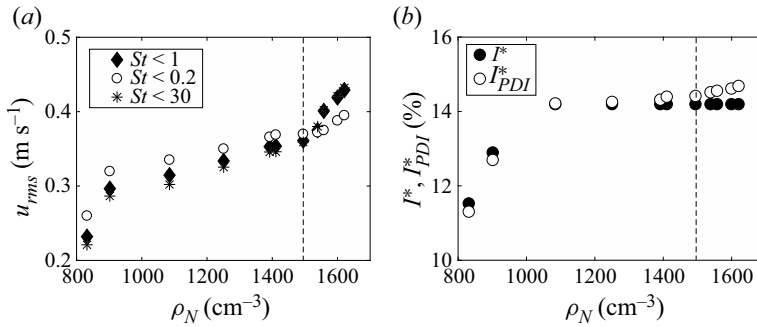 (a)
0.5
0.4
0.3
0.2
u_rms (m s⁻¹)
St < 1
St < 0.2
St < 30
800 1000 1200 1400 1600
ρ_N (cm⁻³)
(b)
16
14
12
10
I*, I*_PDI (%)
I*
I*_PDI
800 1000 1200 1400 1600
ρ_N (cm⁻³)